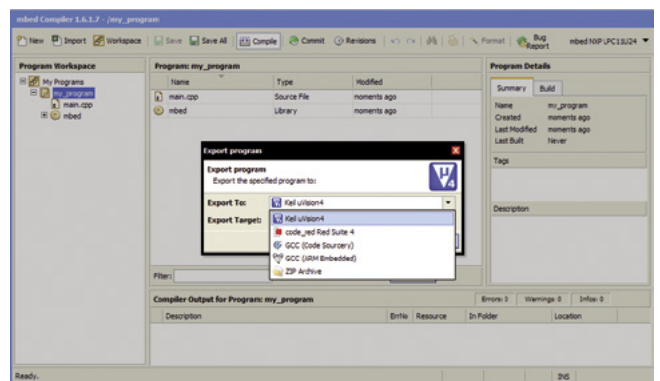 mbed Compiler 1.6.1.7 - /my_program
New Import Workspace Save Save All Compile Commit Revisions Format Bug Report mbed NXP LPC11U24
Program Workspace
My Programs
my_program
main.cpp
mbed
Program: my_program
Name Type Modified
main.cpp Source File moments ago
mbed Library moments ago
Export program
Export program
Export the specified program to:
Export To: Keil uVision4
Export Target:
Keil uVision4
code_red Red Suite 4
GCC (Code Sourcery)
GCC (ARM Embedded)
ZIP Archive
Filter:
Program Details
Summary Build
Name my_program
Created moments ago
Last Modified moments ago
Last Built Never
Tags
Description
Compiler Output for Program: my_program Errors: 0 Warnings: 0 Infos: 0
Description ErrNo Resource In Folder Location
Ready. INS